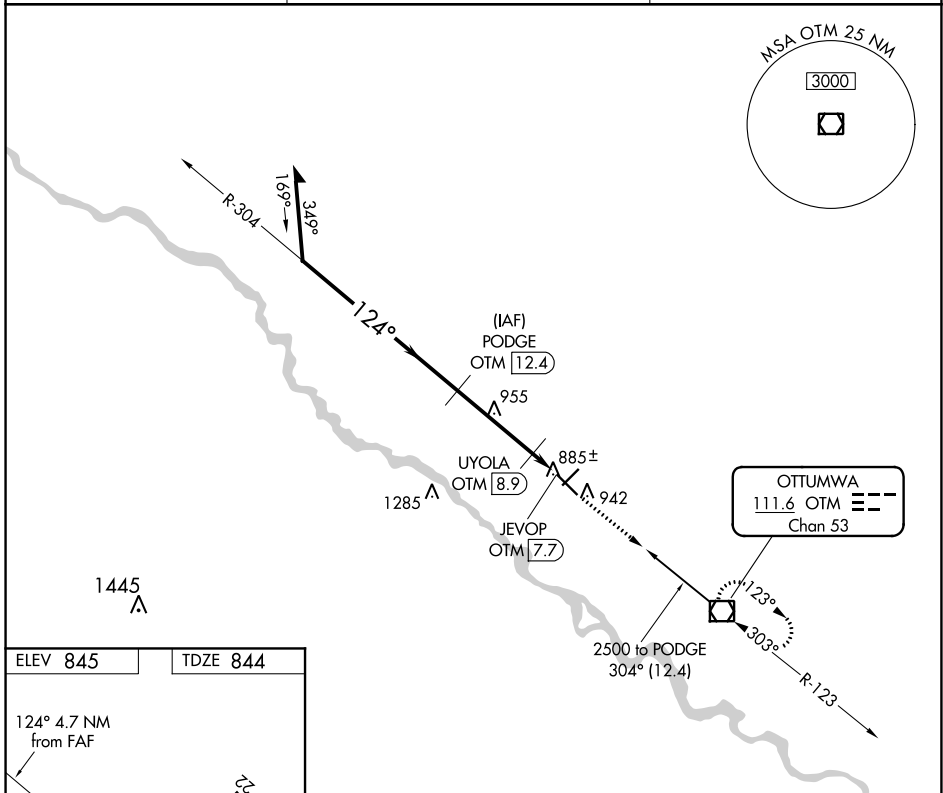 MSA OTM 25 NM
3000
R-304
169°
349°
124°
(IAF)
PODGE
OTM 12.4
955
UYOLA
OTM 8.9
885±
942
1285
JEVOP
OTM 7.7
OTTUMWA
111.6 OTM
Chan 53
1445
123°
303°
2500 to PODGE
304° (12.4)
R-123
ELEV 845
TDZE 844
124° 4.7 NM
from FAF
22